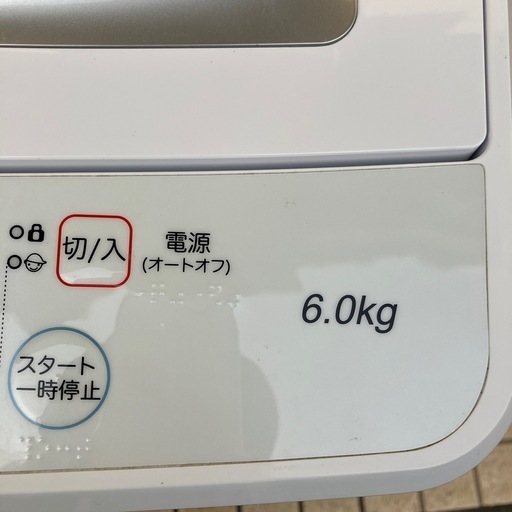 切/入
電源
(オートオフ)
6.0kg
スタート
一時停止